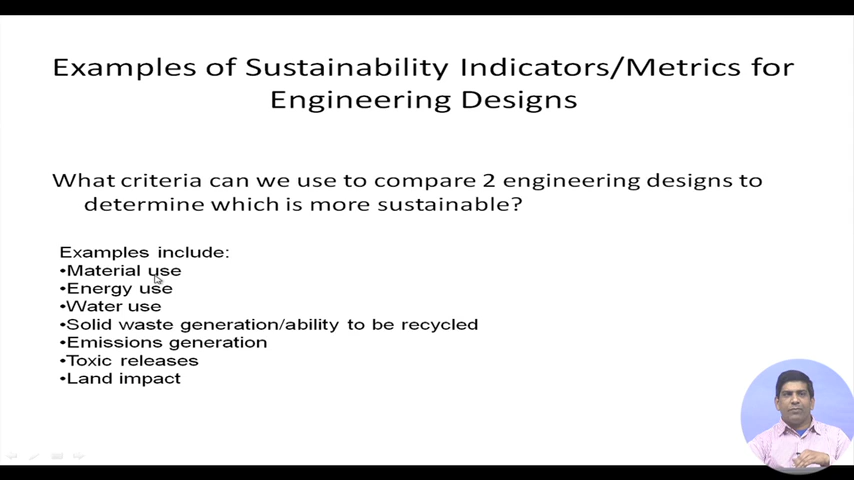 Examples of Sustainability Indicators/Metrics for
Engineering Designs
What criteria can we use to compare 2 engineering designs to
determine which is more sustainable?
Examples include:
•Material use
•Energy use
•Water use
•Solid waste generation/ability to be recycled
•Emissions generation
•Toxic releases
•Land impact